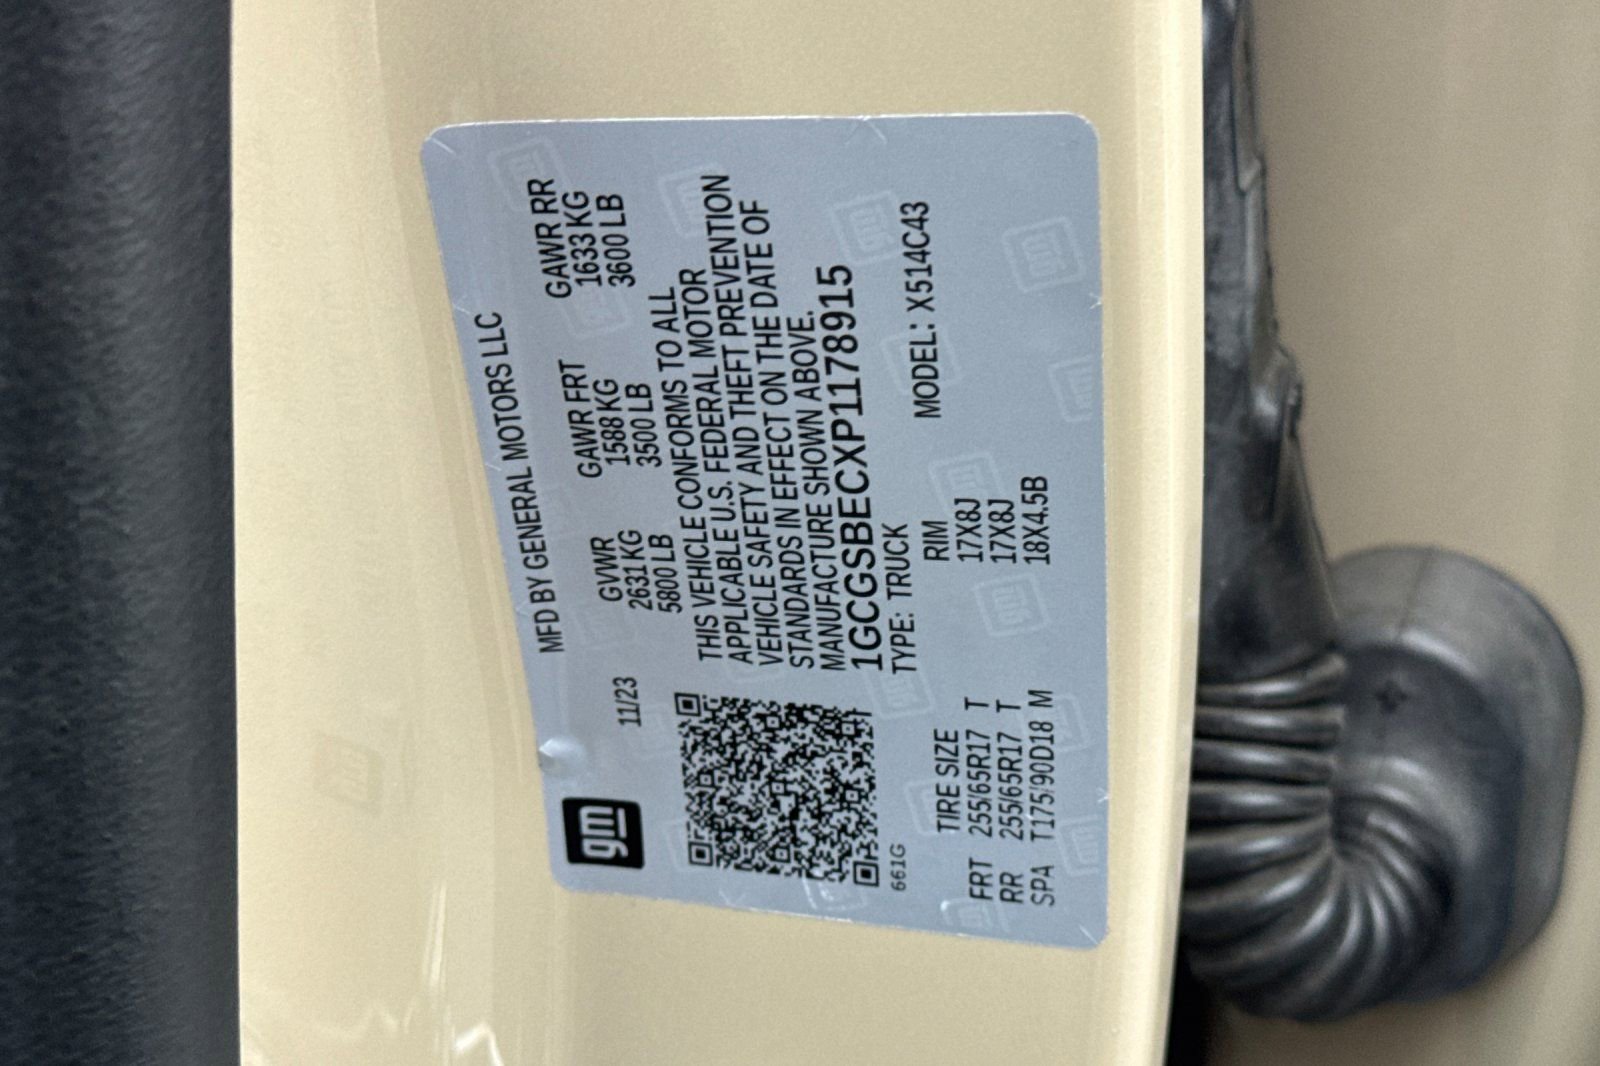 gm
MFD BY GENERAL MOTORS LLC
11/23
GVWR GAWR FRT GAWR RR
2631 KG 1588 KG 1633 KG
5800 LB 3500 LB 3600 LB
THIS VEHICLE CONFORMS TO ALL
APPLICABLE U.S. FEDERAL MOTOR
VEHICLE SAFETY AND THEFT PREVENTION
STANDARDS IN EFFECT ON THE DATE OF
MANUFACTURE SHOWN ABOVE.
1GCGSBECXP1178915
TYPE: TRUCK MODEL: X514C43
661G
TIRE SIZE RIM
FRT 255/65R17 T 17X8J
RR 255/65R17 T 17X8J
SPA T175/90D18 M 18X4.5B